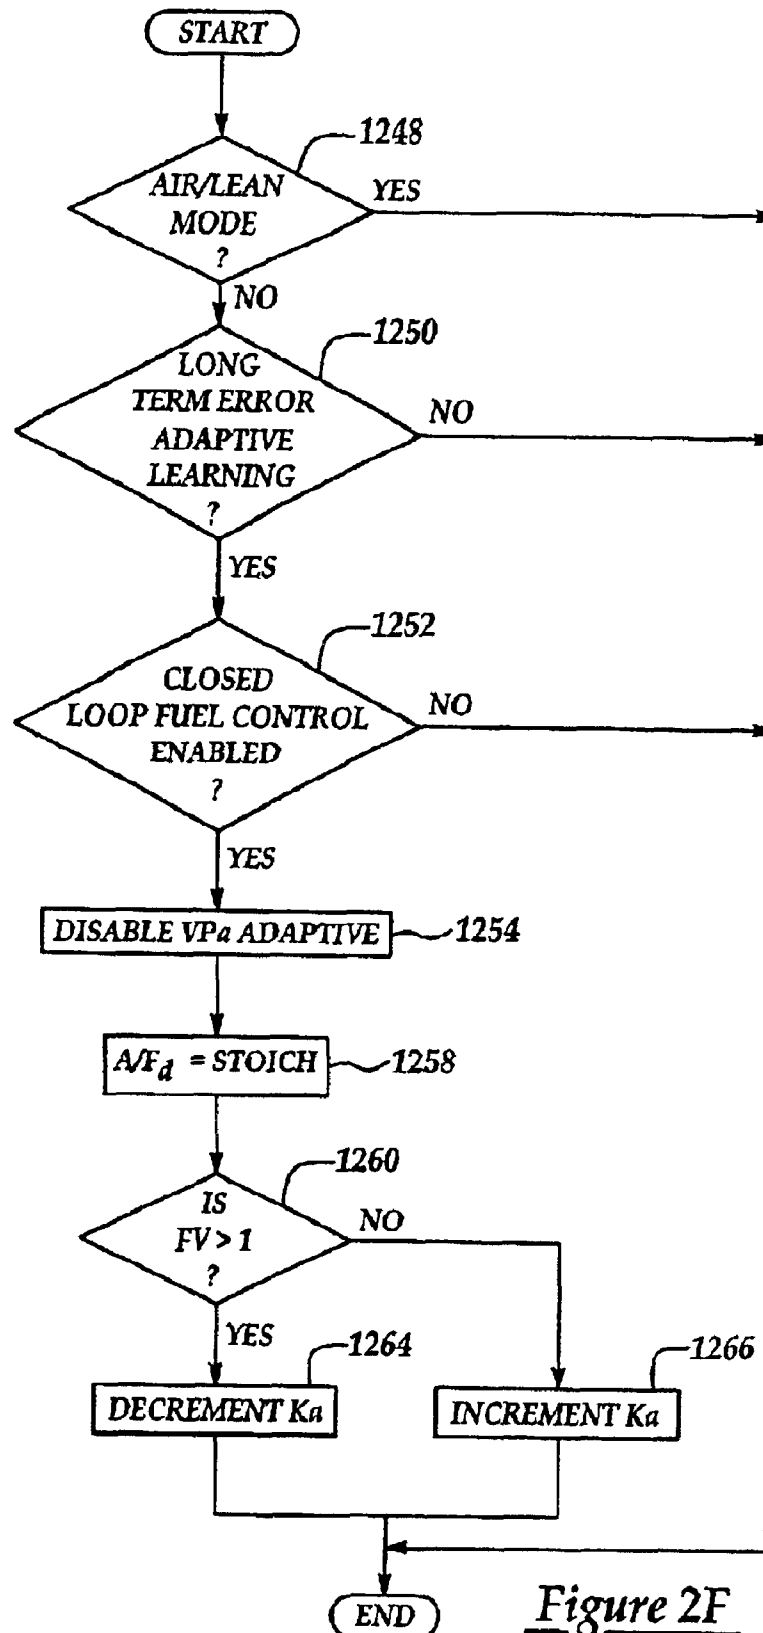 START
1248
AIR/LEAN
MODE
?
YES
NO
1250
LONG
TERM ERROR
ADAPTIVE
LEARNING
?
NO
YES
1252
CLOSED
LOOP FUEL CONTROL
ENABLED
?
NO
YES
DISABLE VPa ADAPTIVE
1254
A/Fd = STOICH
1258
1260
IS
FV > 1
?
NO
YES
1264
1266
DECREMENT Ka
INCREMENT Ka
END
Figure 2F